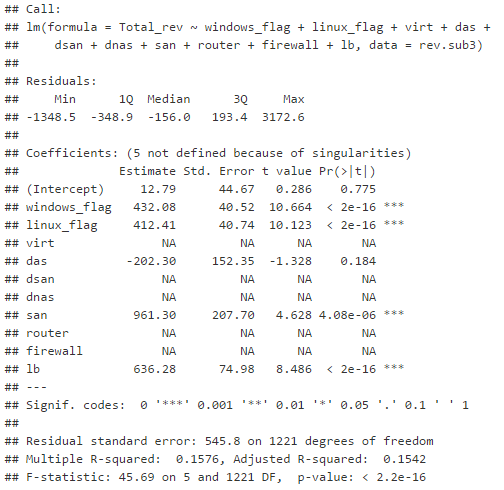 ## Call:
## lm(formula = Total_rev ~ windows_flag + linux_flag + virt + das +
##     dsan + dnas + san + router + firewall + lb, data = rev.sub3)
##
## Residuals:
##     Min      1Q  Median      3Q     Max
## -1348.5  -348.9  -156.0   193.4  3172.6
##
## Coefficients: (5 not defined because of singularities)
##              Estimate Std. Error t value Pr(>|t|)
## (Intercept)     12.79      44.67   0.286    0.775
## windows_flag   432.08      40.52  10.664  < 2e-16 ***
## linux_flag     412.41      40.74  10.123  < 2e-16 ***
## virt               NA         NA      NA       NA
## das           -202.30     152.35  -1.328    0.184
## dsan               NA         NA      NA       NA
## dnas               NA         NA      NA       NA
## san            961.30     207.70   4.628 4.08e-06 ***
## router             NA         NA      NA       NA
## firewall           NA         NA      NA       NA
## lb             636.28      74.98   8.486  < 2e-16 ***
## ---
## Signif. codes:  0 '***' 0.001 '**' 0.01 '*' 0.05 '.' 0.1 ' ' 1
##
## Residual standard error: 545.8 on 1221 degrees of freedom
## Multiple R-squared:  0.1576, Adjusted R-squared:  0.1542
## F-statistic: 45.69 on 5 and 1221 DF,  p-value: < 2.2e-16